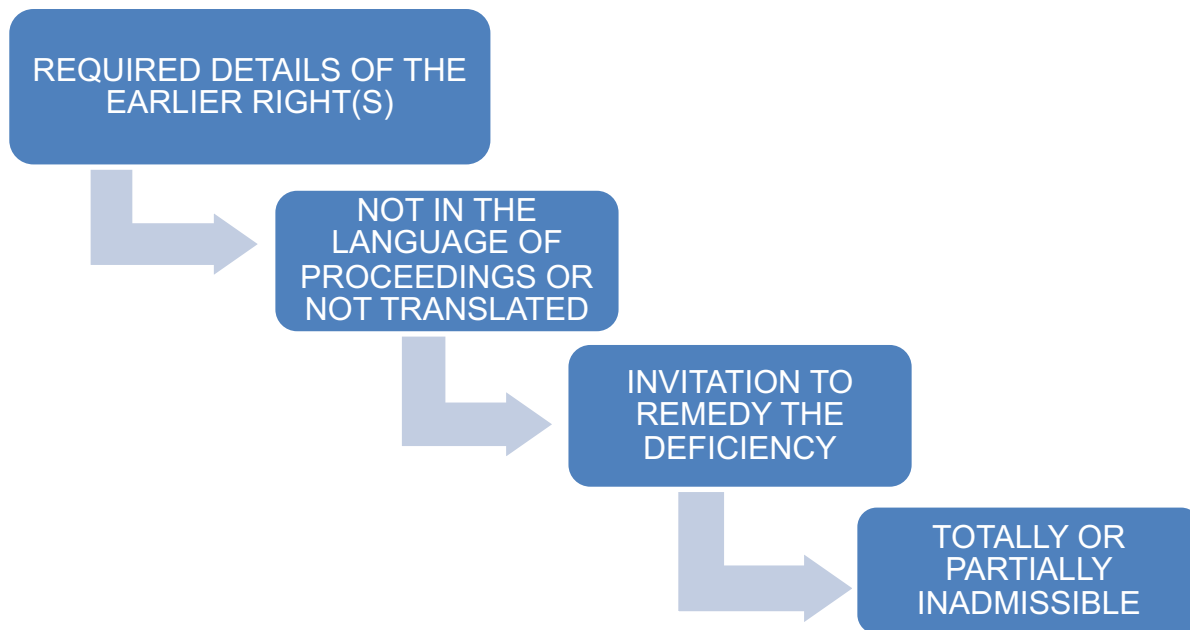 REQUIRED DETAILS OF THE
EARLIER RIGHT(S)
NOT IN THE
LANGUAGE OF
PROCEEDINGS OR
NOT TRANSLATED
INVITATION TO
REMEDY THE
DEFICIENCY
TOTALLY OR
PARTIALLY
INADMISSIBLE